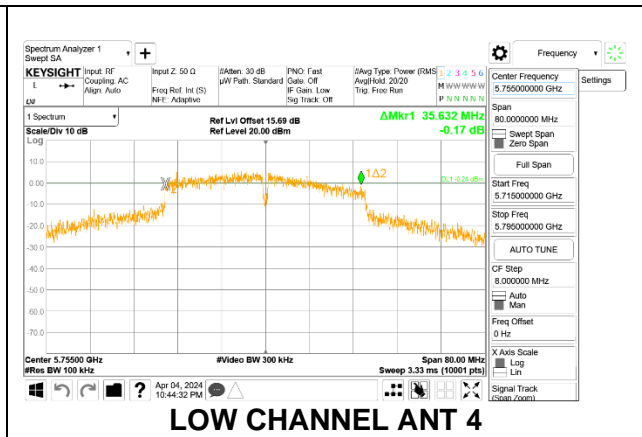 Spectrum Analyzer 1
Swept SA
Frequency
KEYSIGHT
L
Input: RF
Coupling: AC
Align: Auto
Input Z: 50 Ω
Freq Ref: Int (S)
NFE: Adaptive
#Atten: 30 dB
µW Path: Standard
PNO: Fast
Gate: Off
IF Gain: Low
Sig Track: Off
#Avg Type: Power (RMS
Avg|Hold: 20/20
Trig: Free Run
1 2 3 4 5 6
M W W W W W
P N N N N N
Center Frequency
5.755000000 GHz
Settings
Span
80.0000000 MHz
Swept Span
Zero Span
Full Span
Start Freq
5.715000000 GHz
Stop Freq
5.795000000 GHz
AUTO TUNE
CF Step
8.000000 MHz
Auto
Man
Freq Offset
0 Hz
X Axis Scale
Log
Lin
Signal Track
(Span Zoom)
1 Spectrum
Scale/Div 10 dB
Log
Ref Lvl Offset 15.69 dB
Ref Level 20.00 dBm
ΔMkr1 35.632 MHz
-0.17 dB
10.0
0.00
-10.0
-20.0
-30.0
-40.0
-50.0
-60.0
-70.0
1Δ2
DL1 -0.24 dBm
Center 5.75500 GHz
#Res BW 100 kHz
#Video BW 300 kHz
Span 80.00 MHz
Sweep 3.33 ms (10001 pts)
?
Apr 04, 2024
10:44:32 PM
LOW CHANNEL ANT 4